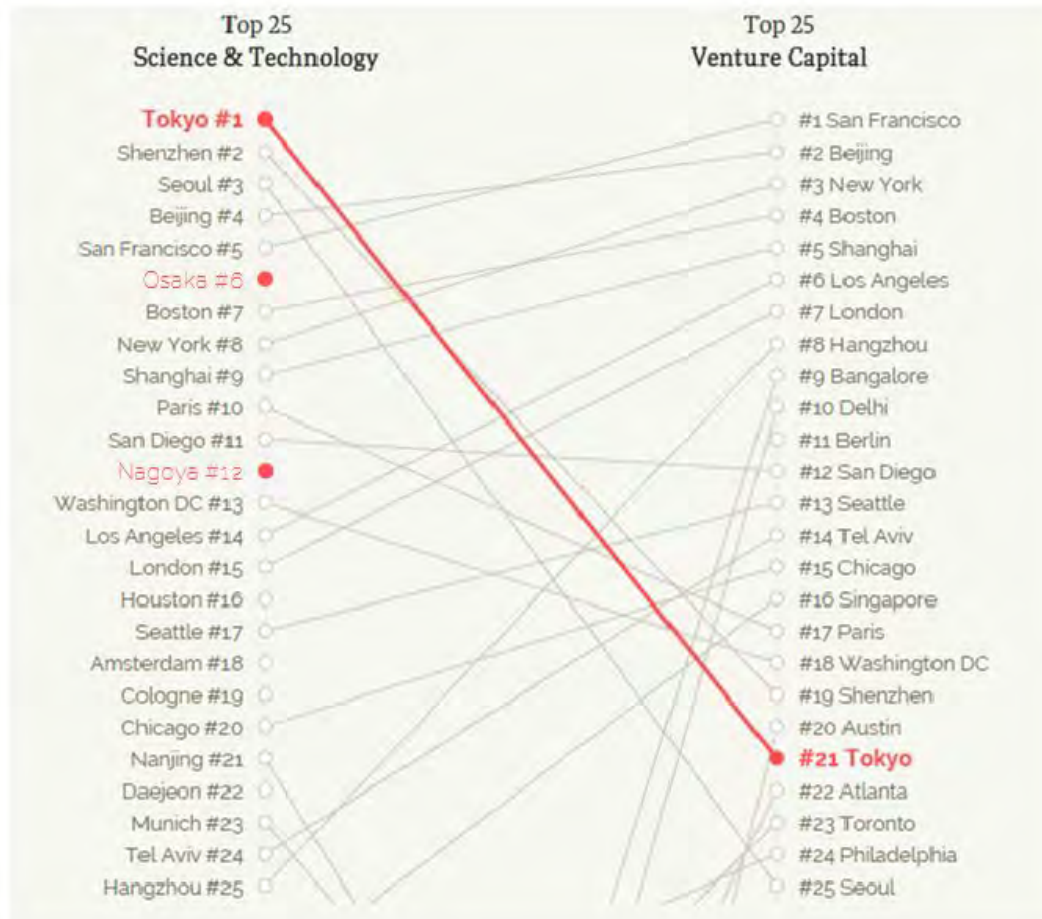 Top 25
Science & Technology
Tokyo #1
Shenzhen #2
Seoul #3
Beijing #4
San Francisco #5
Osaka #6
Boston #7
New York #8
Shanghai #9
Paris #10
San Diego #11
Nagoya #12
Washington DC #13
Los Angeles #14
London #15
Houston #16
Seattle #17
Amsterdam #18
Cologne #19
Chicago #20
Nanjing #21
Daejeon #22
Munich #23
Tel Aviv #24
Hangzhou #25
Top 25
Venture Capital
#1 San Francisco
#2 Beijing
#3 New York
#4 Boston
#5 Shanghai
#6 Los Angeles
#7 London
#8 Hangzhou
#9 Bangalore
#10 Delhi
#11 Berlin
#12 San Diego
#13 Seattle
#14 Tel Aviv
#15 Chicago
#16 Singapore
#17 Paris
#18 Washington DC
#19 Shenzhen
#20 Austin
#21 Tokyo
#22 Atlanta
#23 Toronto
#24 Philadelphia
#25 Seoul